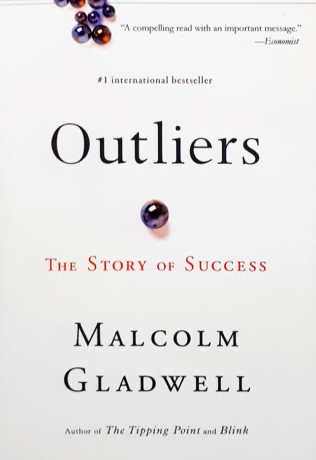 "A compelling read with an important message."
—Economist
#1 international bestseller
Outliers
THE STORY OF SUCCESS
MALCOLM
GLADWELL
Author of The Tipping Point and Blink